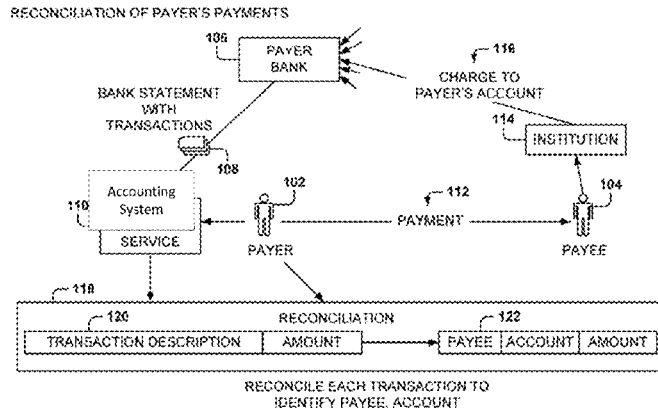 RECONCILIATION OF PAYER'S PAYMENTS
106
PAYER
BANK
116
CHARGE TO
PAYER'S ACCOUNT
BANK STATEMENT
WITH
TRANSACTIONS
108
114
INSTITUTION
Accounting
System
110
SERVICE
102
PAYER
112
PAYMENT
104
PAYEE
118
RECONCILIATION
120
TRANSACTION DESCRIPTION
AMOUNT
122
PAYEE
ACCOUNT
AMOUNT
RECONCILE EACH TRANSACTION TO
IDENTIFY PAYEE, ACCOUNT